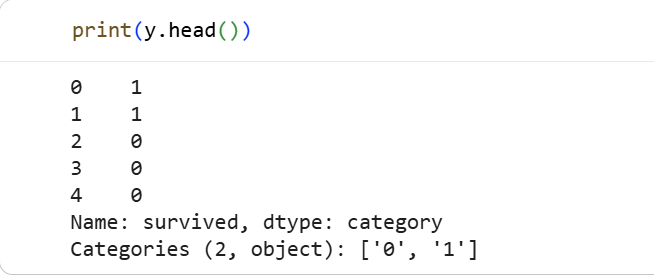 print(y.head())
0    1
1    1
2    0
3    0
4    0
Name: survived, dtype: category
Categories (2, object): ['0', '1']